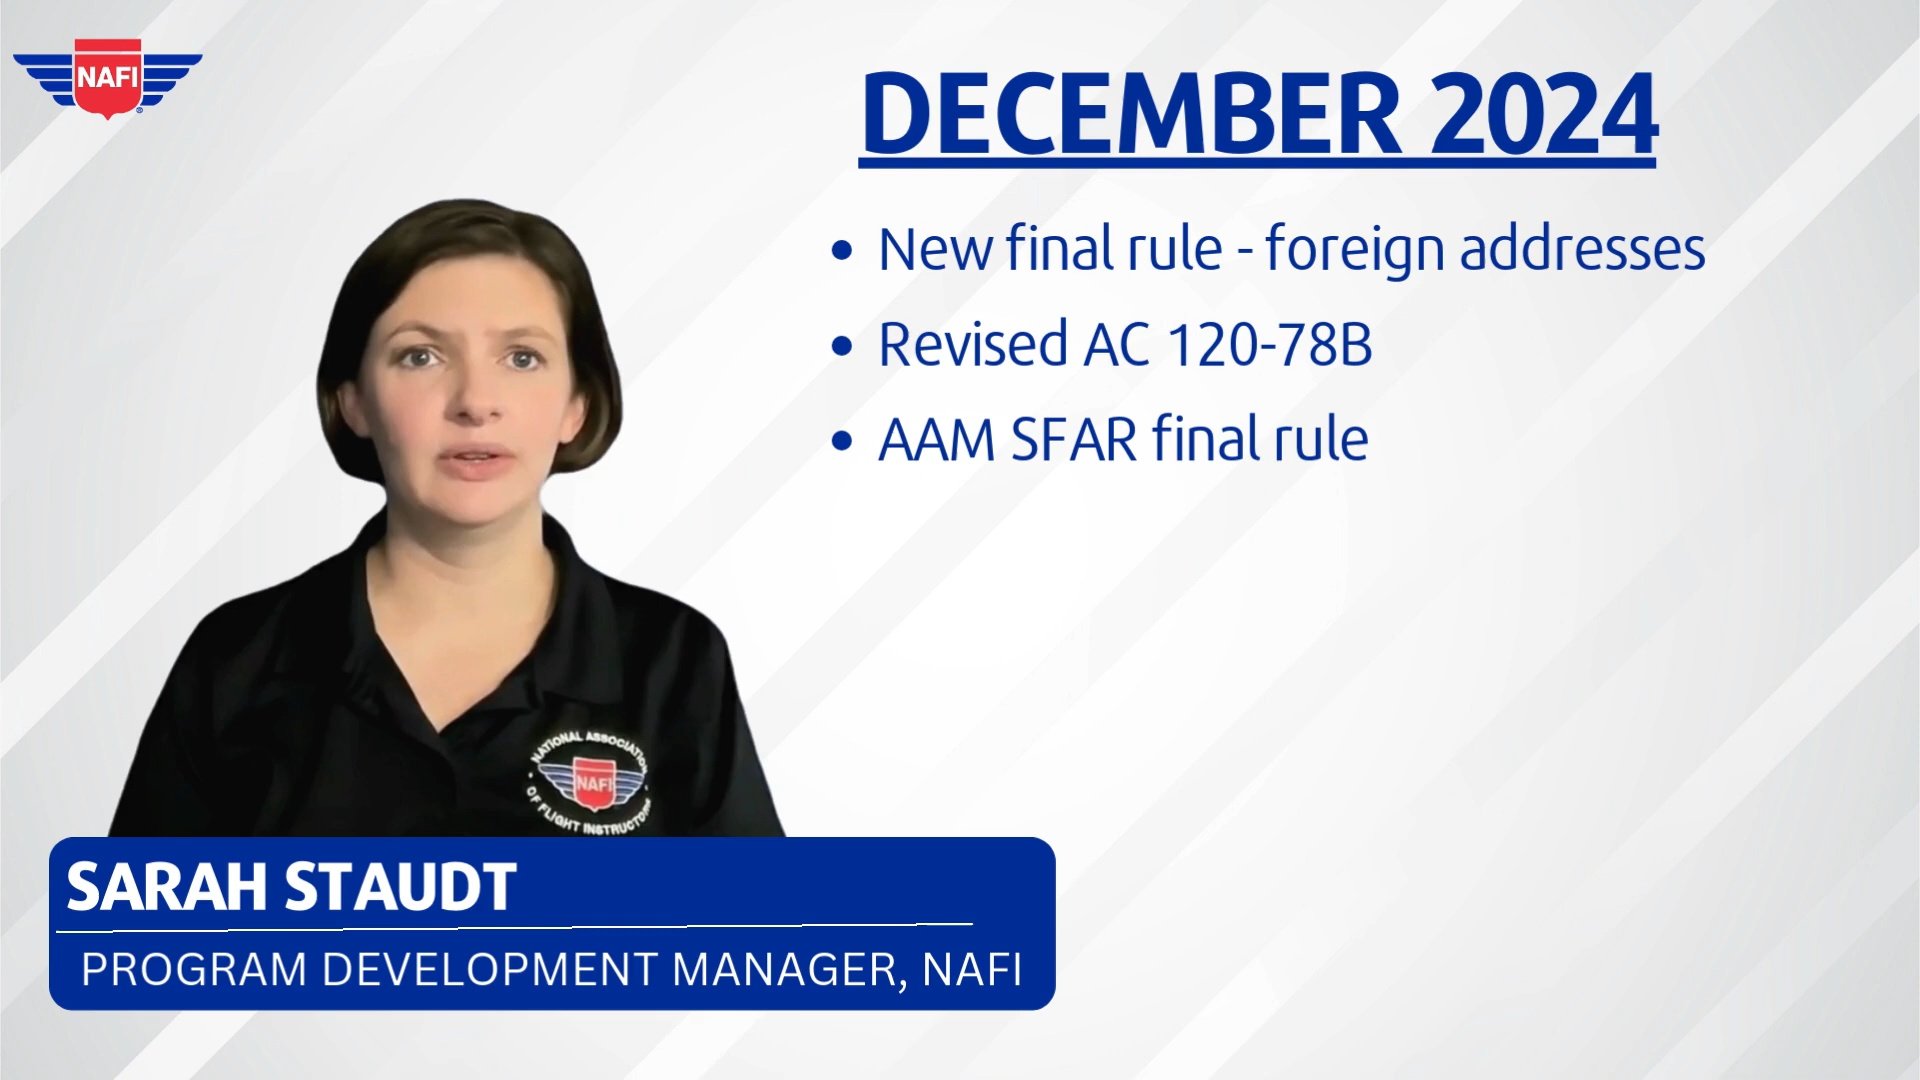 NAFI
DECEMBER 2024
• New final rule - foreign addresses
• Revised AC 120-78B
• AAM SFAR final rule
NATIONAL ASSOCIATION
NAFI
OF FLIGHT INSTRUCTORS
SARAH STAUDT
PROGRAM DEVELOPMENT MANAGER, NAFI